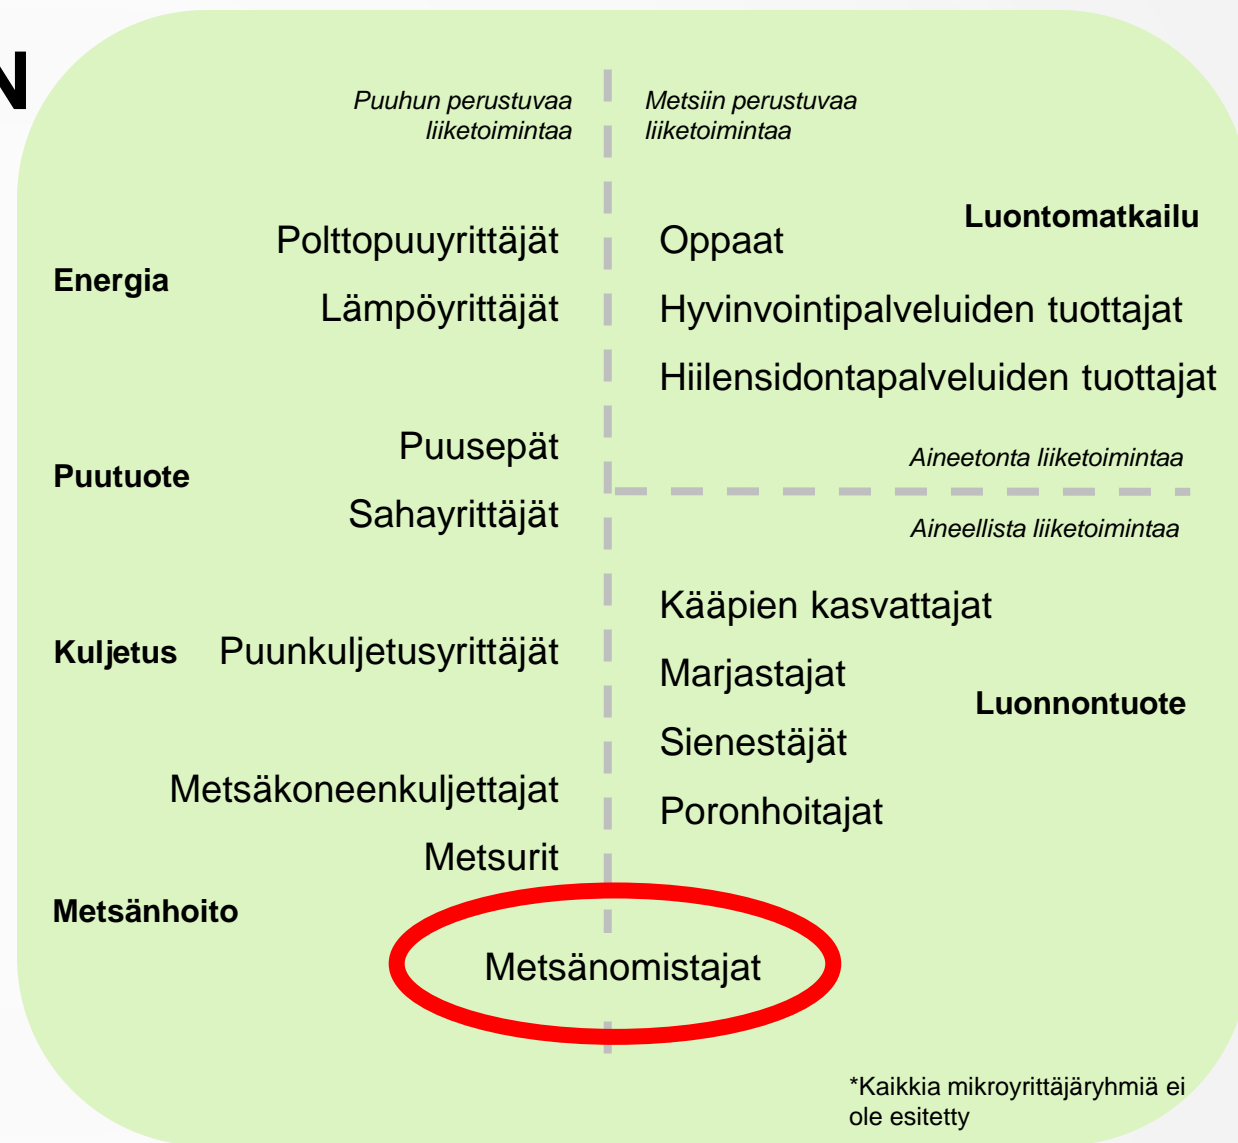 Puuhun perustuvaa
liiketoimintaa
Metsiin perustuvaa
liiketoimintaa
Energia
Polttopuuyrittäjät
Lämpöyrittäjät
Puutuote
Puusepät
Sahayrittäjät
Kuljetus
Puunkuljetusyrittäjät
Metsäkoneenkuljettajat
Metsurit
Metsänhoito
Luontomatkailu
Oppaat
Hyvinvointipalveluiden tuottajat
Hiilensidontapalveluiden tuottajat
Aineetonta liiketoimintaa
Aineellista liiketoimintaa
Kääpien kasvattajat
Marjastajat
Luonnontuote
Sienestäjät
Poronhoitajat
Metsänomistajat
*Kaikkia mikroyrittäjäryhmiä ei
ole esitetty